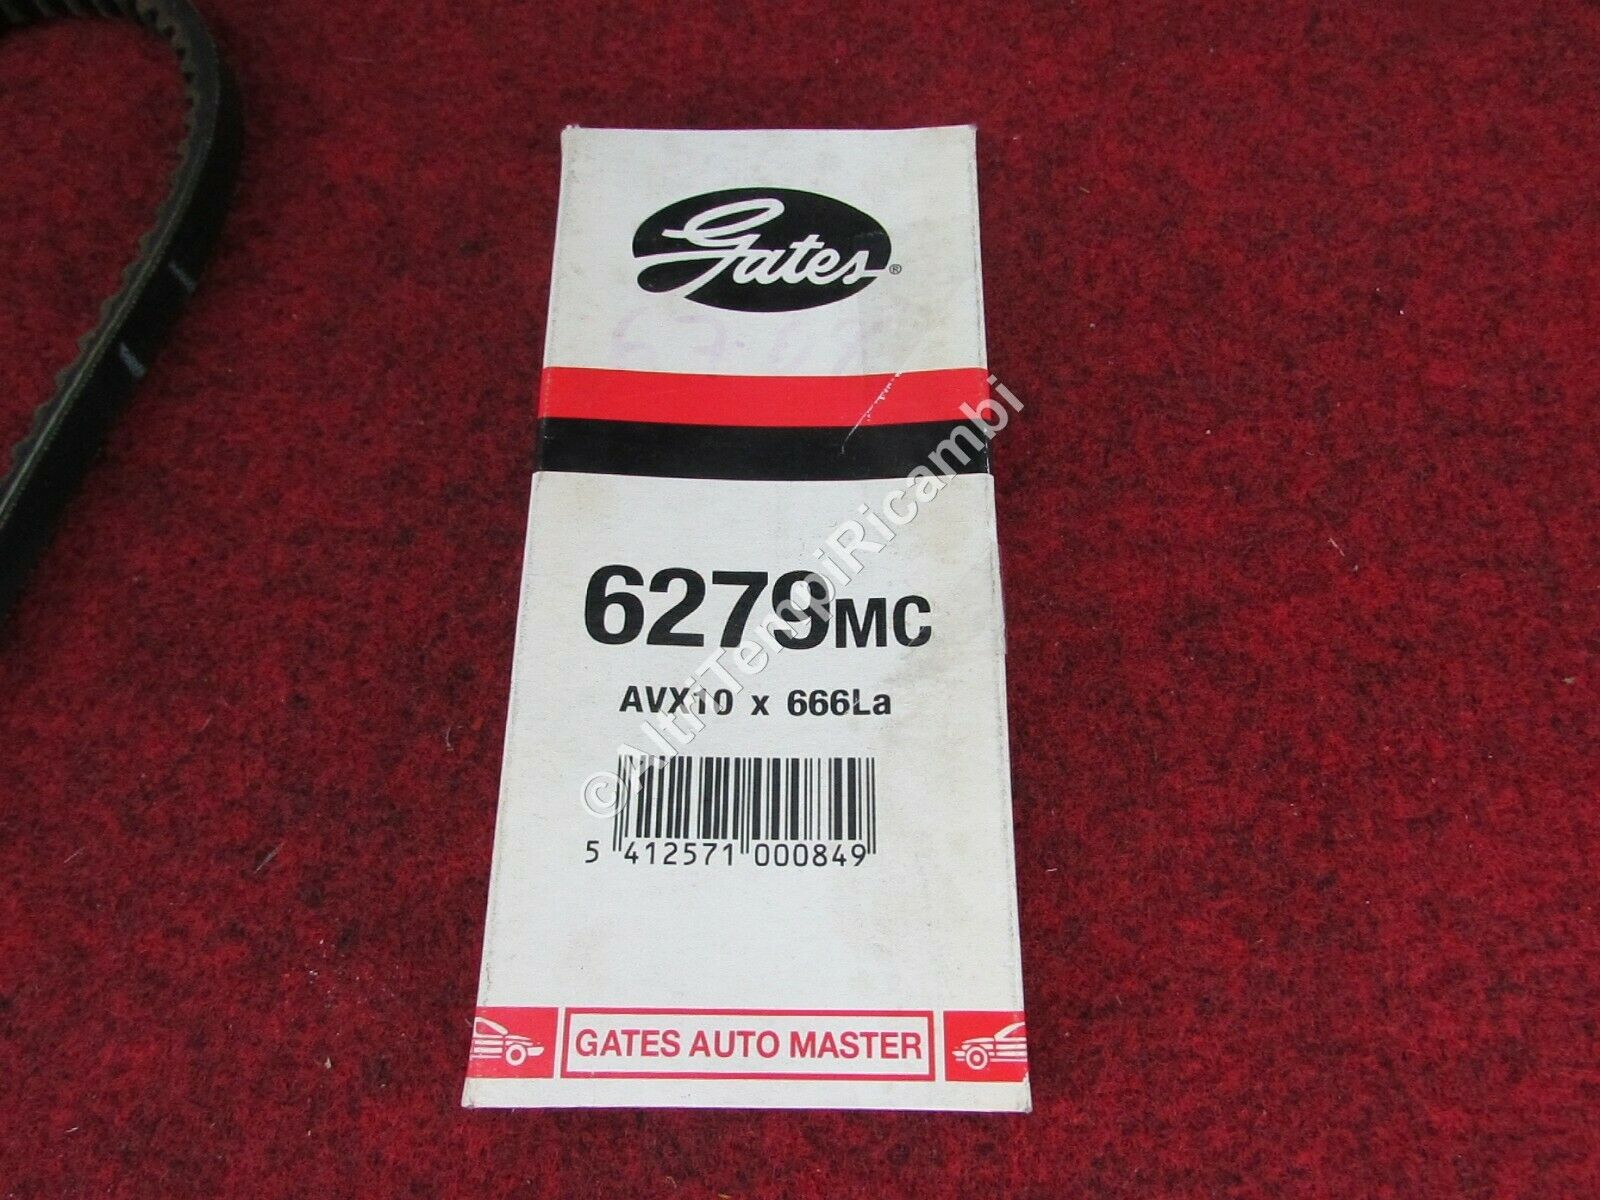 Gates®
6279MC
AVX10 x 666La
5 412571 000849
GATES AUTO MASTER
©AltriTempiRicambi